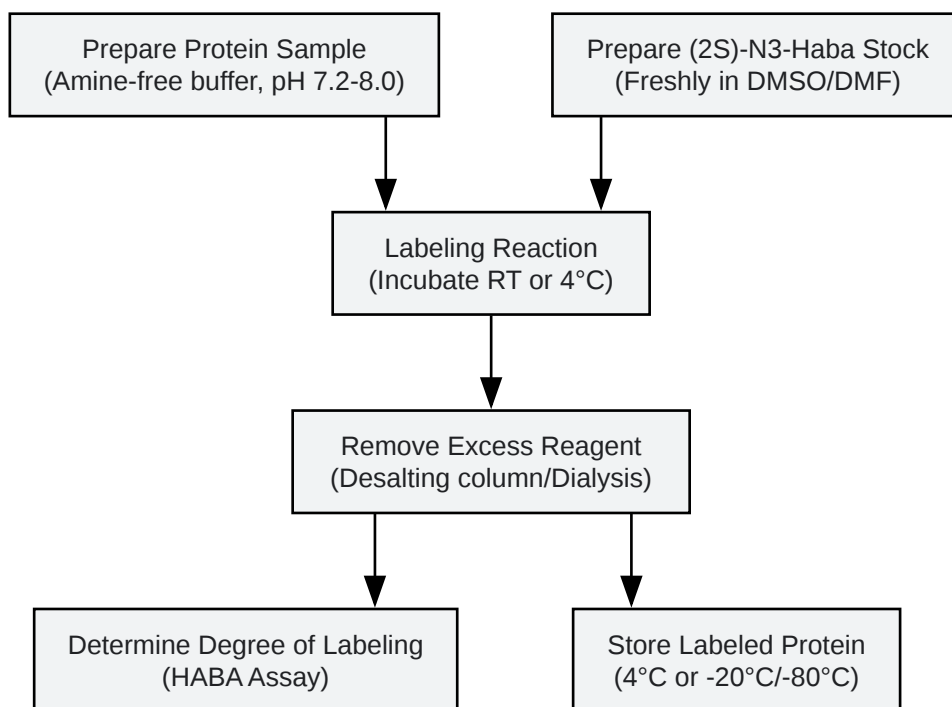 Prepare Protein Sample
(Amine-free buffer, pH 7.2-8.0)
Prepare (2S)-N3-Haba Stock
(Freshly in DMSO/DMF)
Labeling Reaction
(Incubate RT or 4°C)
Remove Excess Reagent
(Desalting column/Dialysis)
Determine Degree of Labeling
(HABA Assay)
Store Labeled Protein
(4°C or -20°C/-80°C)